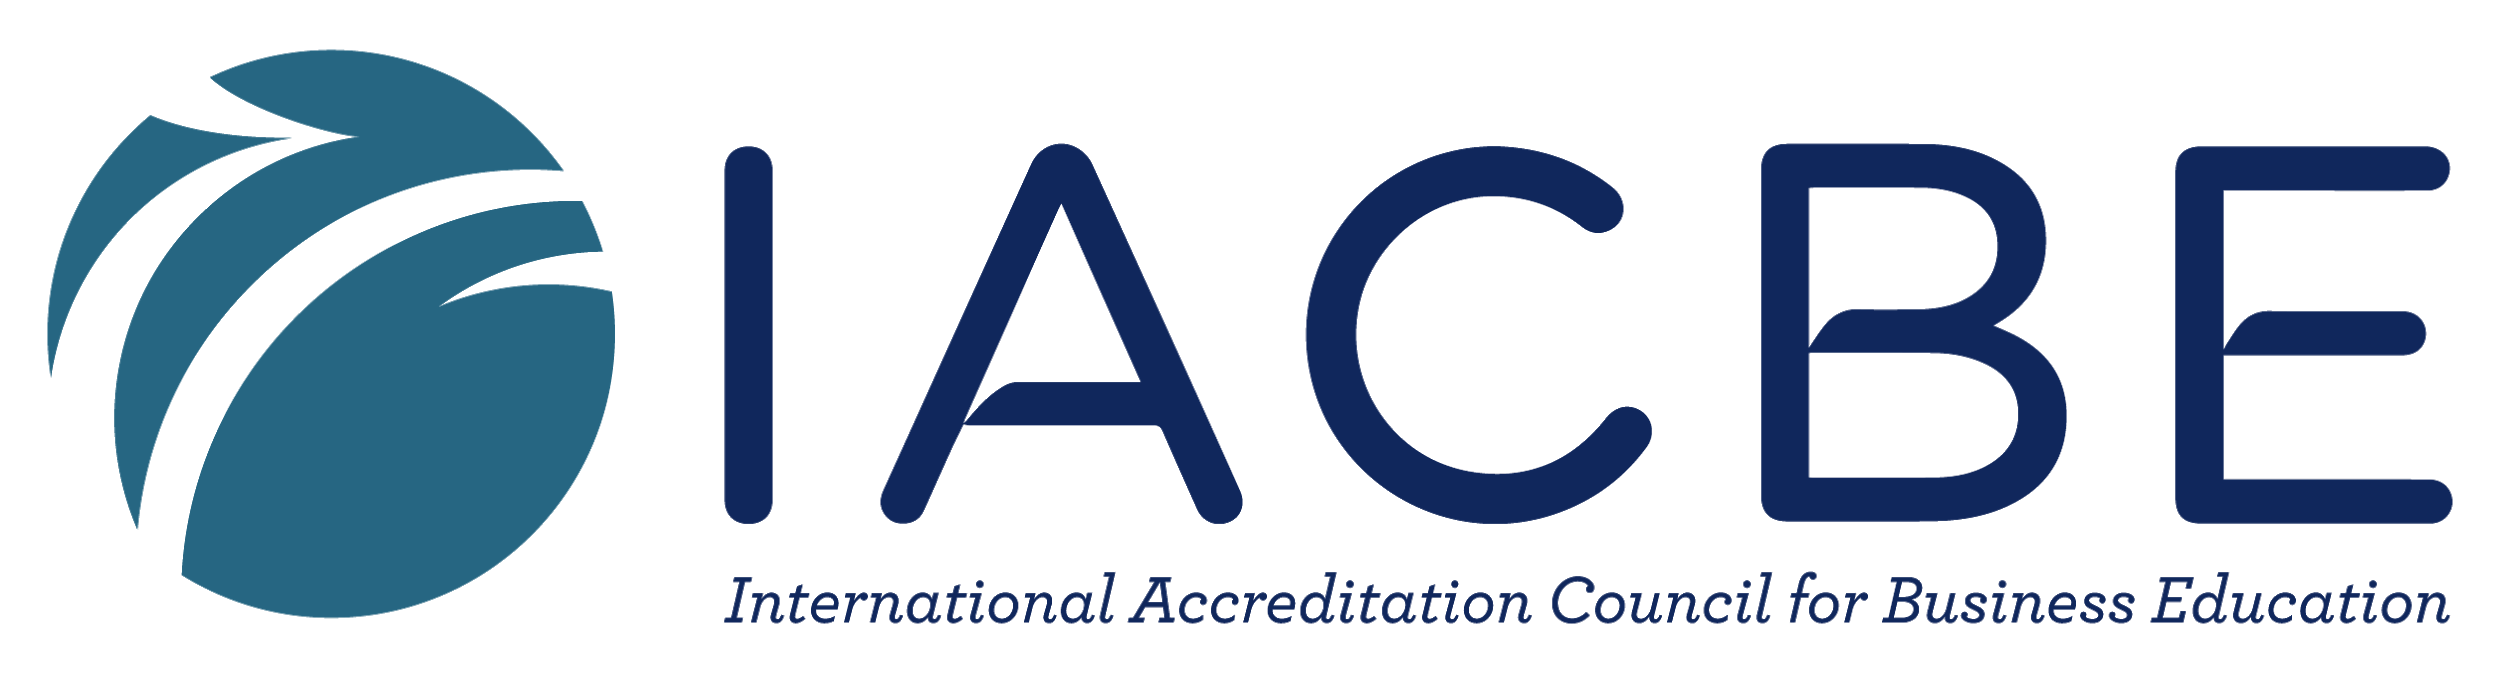 IACBE
International Accreditation Council for Business Education